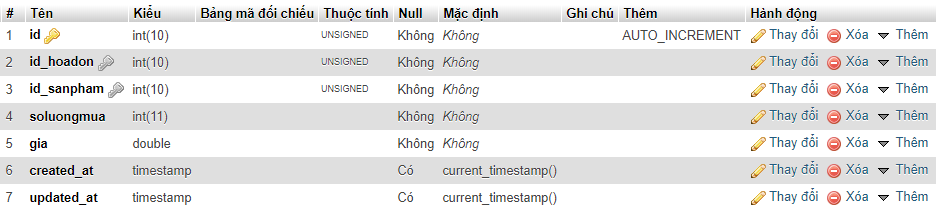 # Tên Kiểu Bảng mã đối chiếu Thuộc tính Null Mặc định Ghi chú Thêm Hành động
1 id int(10) UNSIGNED Không Không AUTO_INCREMENT Thay đổi Xóa Thêm
2 id_hoadon int(10) UNSIGNED Không Không Thay đổi Xóa Thêm
3 id_sanpham int(10) UNSIGNED Không Không Thay đổi Xóa Thêm
4 soluongmua int(11) Không Không Thay đổi Xóa Thêm
5 gia double Không Không Thay đổi Xóa Thêm
6 created_at timestamp Có current_timestamp() Thay đổi Xóa Thêm
7 updated_at timestamp Có current_timestamp() Thay đổi Xóa Thêm